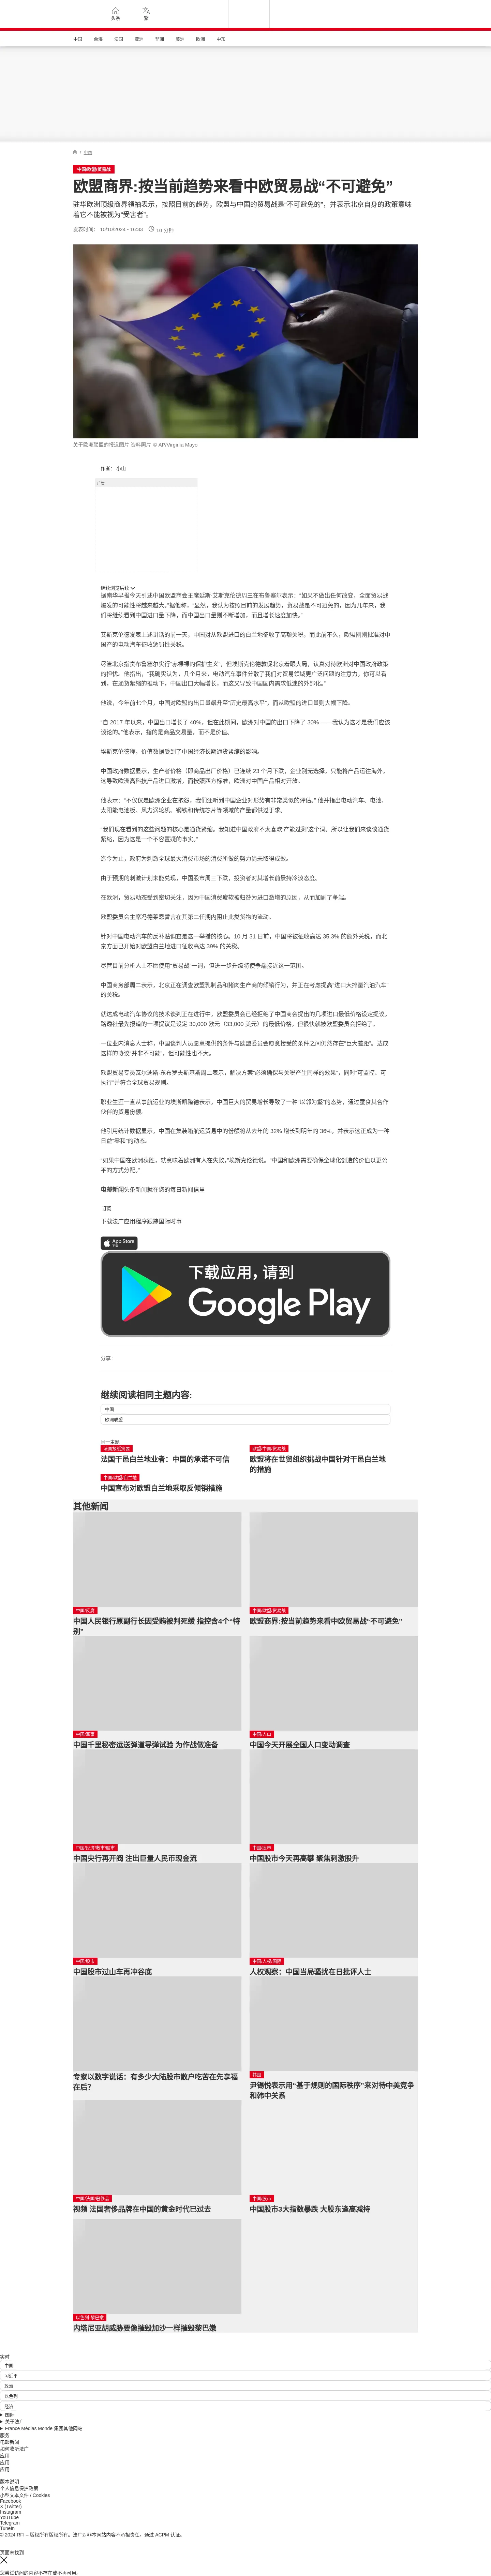 头条
繁
中国
台海
法国
亚洲
非洲
美洲
欧洲
中东
/ 中国
中国/欧盟/贸易战
欧盟商界:按当前趋势来看中欧贸易战“不可避免”
驻华欧洲顶级商界领袖表示，按照目前的趋势，欧盟与中国的贸易战是“不可避免的”，并表示北京自身的政策意味
着它不能被视为“受害者”。
发表时间： 10/10/2024 - 16:33
10 分钟
关于欧洲联盟的报道图片 资料照片 © AP/Virginia Mayo
作者： 小山
广告
继续浏览后续
据南华早报今天引述中国欧盟商会主席延斯·艾斯克伦德周三在布鲁塞尔表示：“如果不做出任何改变，全面贸易战
爆发的可能性将越来越大。”据他称，“显然，我认为按照目前的发展趋势，贸易战是不可避免的，因为几年来，我
们将继续看到中国进口量下降，而中国出口量则不断增加，而且增长速度加快。”
艾斯克伦德发表上述讲话的前一天，中国对从欧盟进口的白兰地征收了高额关税，而此前不久，欧盟刚刚批准对中
国产的电动汽车征收惩罚性关税。
尽管北京指责布鲁塞尔实行“赤裸裸的保护主义”，但埃斯克伦德敦促北京着眼大局，认真对待欧洲对中国政府政策
的担忧。他指出，“我确实认为，几个月来，电动汽车事件分散了我们对贸易领域更广泛问题的注意力，你可以看
到，在通货紧缩的推动下，中国出口大幅增长。而这又导致中国国内需求低迷的外部化。”
他说，今年前七个月，中国对欧盟的出口量飙升至“历史最高水平”，而从欧盟的进口量则大幅下降。
“自 2017 年以来，中国出口增长了 40%，但在此期间，欧洲对中国的出口下降了 30% ——我认为这才是我们应该
谈论的。”他表示，指的是商品交易量，而不是价值。
埃斯克伦德称，价值数据受到了中国经济长期通货紧缩的影响。
中国政府数据显示，生产者价格（即商品出厂价格）已连续 23 个月下跌，企业别无选择，只能将产品运往海外。
这导致欧洲高科技产品进口激增，而按照西方标准，欧洲对中国产品相对开放。
他表示：“不仅仅是欧洲企业在抱怨，我们还听到中国企业对形势有非常类似的评估。” 他并指出电动汽车、电池、
太阳能电池板、风力涡轮机、钢铁和传统芯片等领域的产量都供过于求。
“我们现在看到的这些问题的核心是通货紧缩。我知道中国政府不太喜欢‘产能过剩’这个词，所以让我们来谈谈通货
紧缩，因为这是一个不容置疑的事实。”
迄今为止，政府为刺激全球最大消费市场的消费所做的努力尚未取得成效。
由于预期的刺激计划未能兑现，中国股市周三下跌，投资者对其增长前景持冷淡态度。
在欧洲，贸易动态受到密切关注，因为中国消费疲软被归咎为进口激增的原因，从而加剧了争端。
欧盟委员会主席冯德莱恩誓言在其第二任期内阻止此类货物的流动。
针对中国电动汽车的反补贴调查是这一举措的核心。10 月 31 日前，中国将被征收高达 35.3% 的额外关税，而北
京方面已开始对欧盟白兰地进口征收高达 39% 的关税。
尽管目前分析人士不愿使用“贸易战”一词，但进一步升级将使争端接近这一范围。
中国商务部周二表示，北京正在调查欧盟乳制品和猪肉生产商的倾销行为，并正在考虑提高“进口大排量汽油汽车”
的关税。
就达成电动汽车协议的技术谈判正在进行中，欧盟委员会已经拒绝了中国商会提出的几项进口最低价格设定提议。
路透社最先报道的一项提议是设定 30,000 欧元（33,000 美元）的最低价格，但很快就被欧盟委员会拒绝了。
一位业内消息人士称，中国谈判人员愿意提供的条件与欧盟委员会愿意接受的条件之间仍然存在“巨大差距”。达成
这样的协议“并非不可能”，但可能性也不大。
欧盟贸易专员瓦尔迪斯·东布罗夫斯基斯周二表示，解决方案“必须确保与关税产生同样的效果”，同时“可监控、可
执行”并符合全球贸易规则。
职业生涯一直从事航运业的埃斯凯隆德表示，中国巨大的贸易增长导致了一种“以邻为壑”的态势，通过蚕食其合作
伙伴的贸易份额。
他引用统计数据显示，中国在集装箱航运贸易中的份额将从去年的 32% 增长到明年的 36%，并表示这正成为一种
日益“零和”的动态。
“如果中国在欧洲获胜，就意味着欧洲有人在失败，”埃斯克伦德说。“中国和欧洲需要确保全球化创造的价值以更公
平的方式分配。”
电邮新闻头条新闻就在您的每日新闻信里
订阅
下载法广应用程序跟踪国际时事
App Store
下载应用，请到
Google Play
分享 :
继续阅读相同主题内容:
中国
欧洲联盟
同一主题
法国报纸摘要
法国干邑白兰地业者：中国的承诺不可信
欧盟/中国/贸易战
欧盟将在世贸组织挑战中国针对干邑白兰地
的措施
中国/欧盟/白兰地
中国宣布对欧盟白兰地采取反倾销措施
其他新闻
中国/反腐
中国人民银行原副行长因受贿被判死缓 指控含4个“特
别”
中国/欧盟/贸易战
欧盟商界:按当前趋势来看中欧贸易战“不可避免”
中国/军事
中国千里秘密运送弹道导弹试验 为作战做准备
中国/人口
中国今天开展全国人口变动调查
中国/经济/救市/股市
中国央行再开阀 注出巨量人民币现金流
中国/股市
中国股市今天再高攀 聚焦刺激股升
中国/股市
中国股市过山车再冲谷底
中国/人权/国际
人权观察：中国当局骚扰在日批评人士
专家以数字说话：有多少大陆股市散户吃苦在先享福
在后?
韩国
尹锡悦表示用“基于规则的国际秩序”来对待中美竞争
和韩中关系
中国/法国/奢侈品
视频 法国奢侈品牌在中国的黄金时代已过去
中国/股市
中国股市3大指数暴跌 大股东逢高减持
以色列 黎巴嫩
内塔尼亚胡威胁要像摧毁加沙一样摧毁黎巴嫩
实时
中国
习近平
政治
以色列
经济
国际
关于法广
France Médias Monde 集团其他网站
服务
电邮新闻
如何收听法广
应用
应用
应用
版本说明
个人信息保护政策
小型文本文件 / Cookies
Facebook
X (Twitter)
Instagram
YouTube
Telegram
TuneIn
© 2024 RFI – 版权所有版权所有。法广对非本网站内容不承担责任。通过 ACPM 认证。
页面未找到
您尝试访问的内容不存在或不再可用。